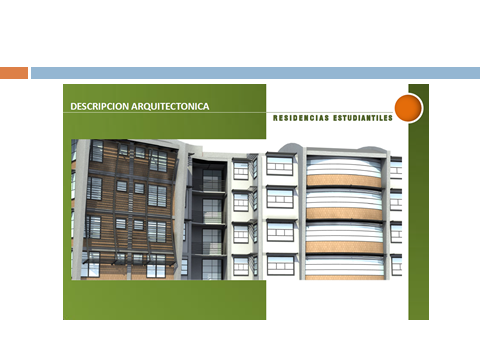 DESCRIPCION ARQUITECTONICA
RESIDENCIAS ESTUDIANTILES